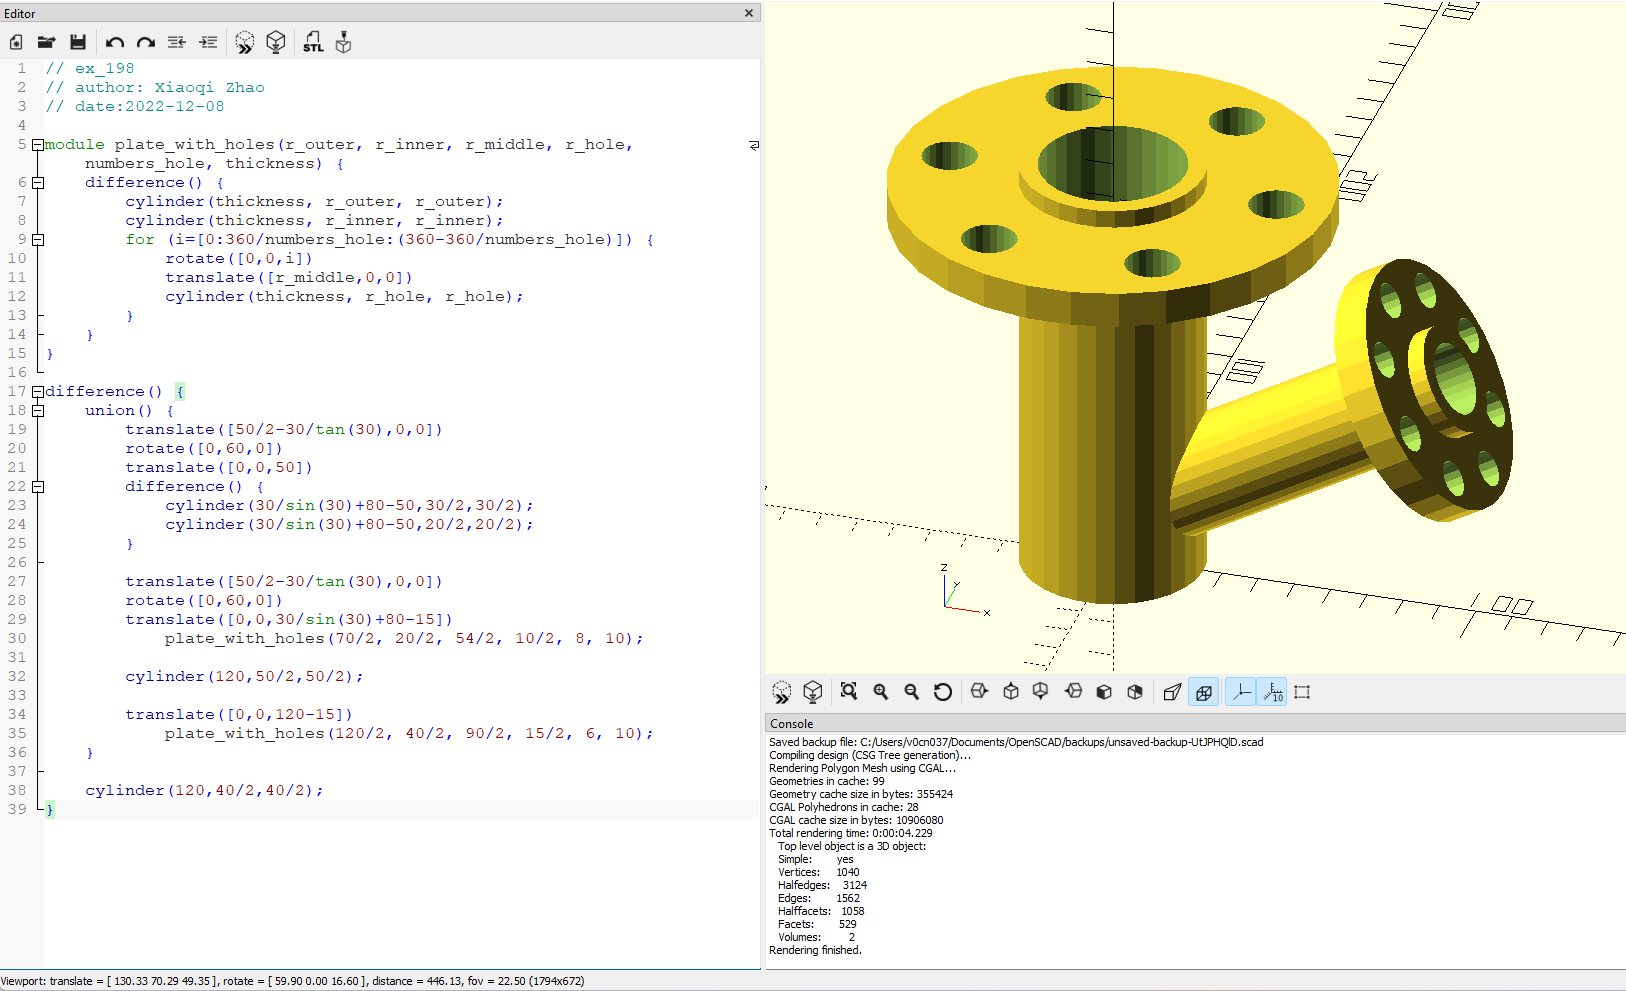 Editor
STL
1 // ex_198
2 // author: Xiaoqi Zhao
3 // date:2022-12-08
4
5 module plate_with_holes(r_outer, r_inner, r_middle, r_hole,
numbers_hole, thickness) {
6 difference() {
7 cylinder(thickness, r_outer, r_outer);
8 cylinder(thickness, r_inner, r_inner);
9 for (i=[0:360/numbers_hole:(360-360/numbers_hole)]) {
10 rotate([0,0,i])
11 translate([r_middle,0,0])
12 cylinder(thickness, r_hole, r_hole);
13 }
14 }
15 }
16
17 difference() {
18 union() {
19 translate([50/2-30/tan(30),0,0])
20 rotate([0,60,0])
21 translate([0,0,50])
22 difference() {
23 cylinder(30/sin(30)+80-50,30/2,30/2);
24 cylinder(30/sin(30)+80-50,20/2,20/2);
25 }
26
27 translate([50/2-30/tan(30),0,0])
28 rotate([0,60,0])
29 translate([0,0,30/sin(30)+80-15])
30 plate_with_holes(70/2, 20/2, 54/2, 10/2, 8, 10);
31
32 cylinder(120,50/2,50/2);
33
34 translate([0,0,120-15])
35 plate_with_holes(120/2, 40/2, 90/2, 15/2, 6, 10);
36 }
37
38 cylinder(120,40/2,40/2);
39 }
z
y
x
10
Console
Saved backup file: C:/Users/v0cn037/Documents/OpenSCAD/backups/unsaved-backup-UtJPHQlD.scad
Compiling design (CSG Tree generation)...
Rendering Polygon Mesh using CGAL...
Geometries in cache: 99
Geometry cache size in bytes: 355424
CGAL Polyhedrons in cache: 28
CGAL cache size in bytes: 10906080
Total rendering time: 0:00:04.229
Top level object is a 3D object:
Simple: yes
Vertices: 1040
Halfedges: 3124
Edges: 1562
Halffacets: 1058
Facets: 529
Volumes: 2
Rendering finished.
Viewport: translate = [ 130.33 70.29 49.35 ], rotate = [ 59.90 0.00 16.60 ], distance = 446.13, fov = 22.50 (1794x672)